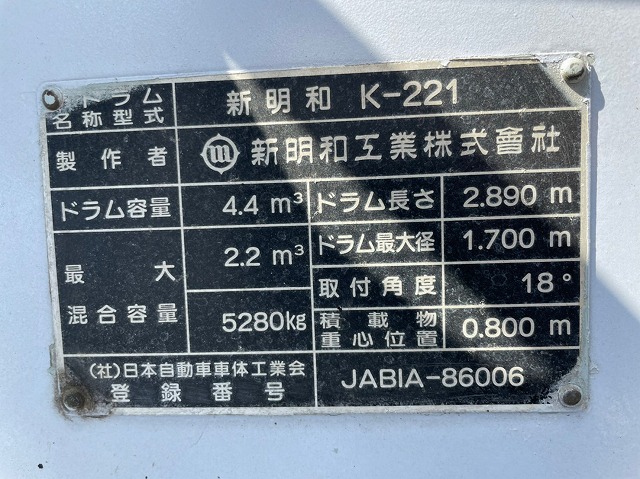 ドラム
名称型式
新明和 K-221
製作者
m 新明和工業株式會社
ドラム容量 4.4 m³
ドラム長さ 2.890 m
最大
混合容量
2.2 m³
5280kg
ドラム最大径 1.700 m
取付角度 18°
積載物
重心位置
0.800 m
(社)日本自動車車体工業会
登録番号
JABIA-86006